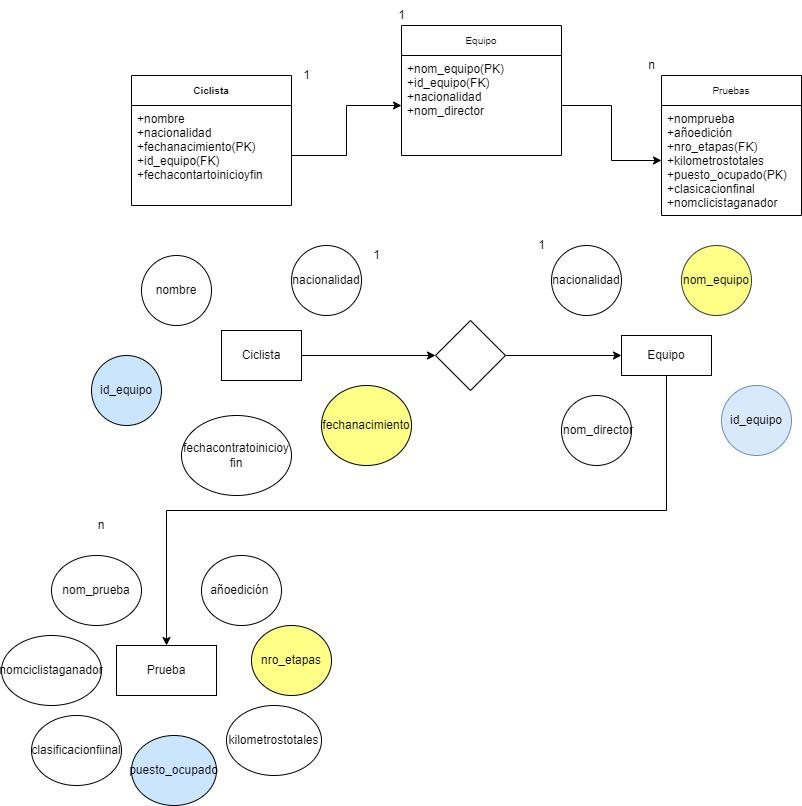 1
Equipo
+nom_equipo(PK)
+id_equipo(FK)
+nacionalidad
+nom_director
1
Ciclista
+nombre
+nacionalidad
+fechanacimiento(PK)
+id_equipo(FK)
+fechacontartoinicioyfin
n
Pruebas
+nomprueba
+añoedición
+nro_etapas(FK)
+kilometrostotales
+puesto_ocupado(PK)
+clasicacionfinal
+nomclicistaganador
nombre
nacionalidad
1
1
nacionalidad
nom_equipo
Ciclista
Equipo
id_equipo
fechanacimiento
nom_director
id_equipo
fechacontratoinicioy
fin
n
nom_prueba
añoedición
nomciclistaganador
Prueba
nro_etapas
clasificacionfiinal
puesto_ocupado
kilometrostotales